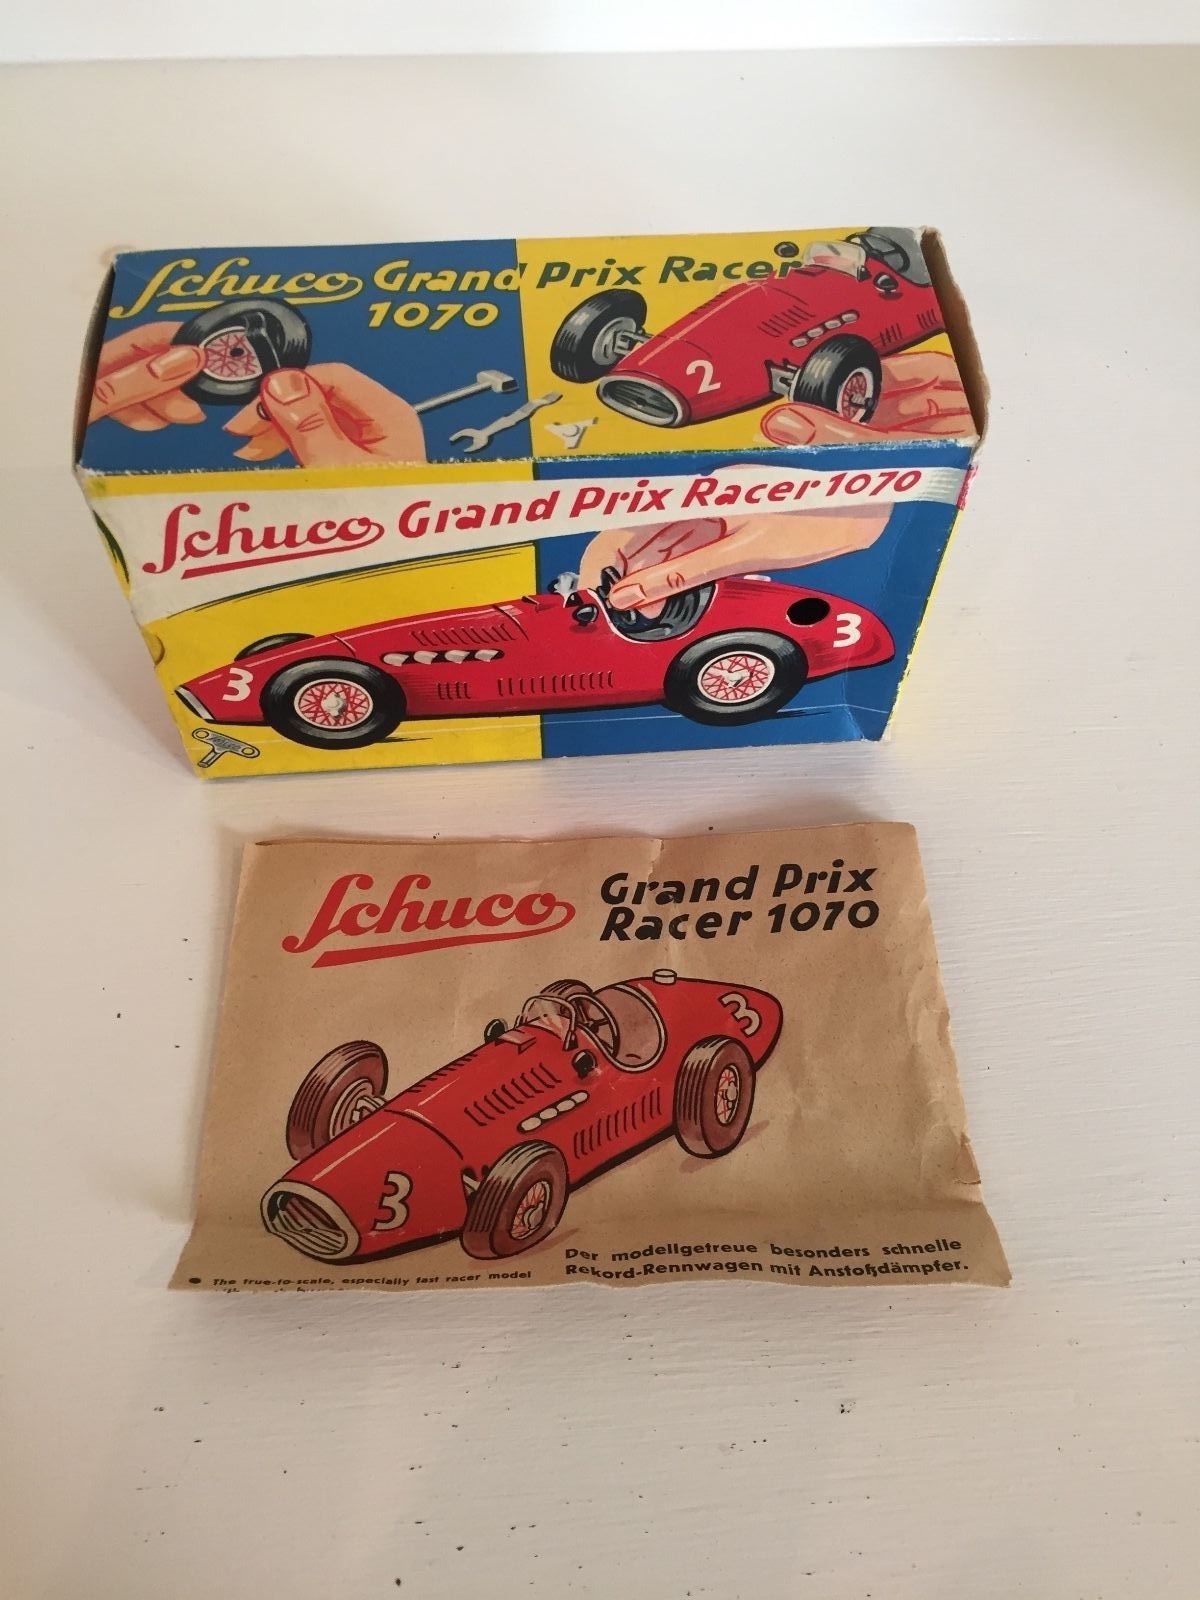 Schuco Grand Prix Racer
1070
2
Schuco Grand Prix Racer 1070
3
3
Schuco Grand Prix
Racer 1070
3
3
Der modellgetreue besonders schnelle
Rekord-Rennwagen mit Anstoßdämpfer.
The true-to-scale, especially fast racer model